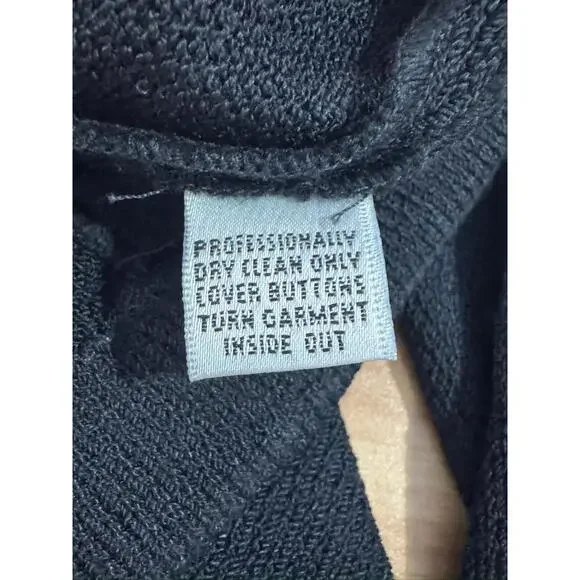 PROFESSIONALLY
DRY CLEAN ONLY
COVER BUTTONS
TURN GARMENT
INSIDE OUT